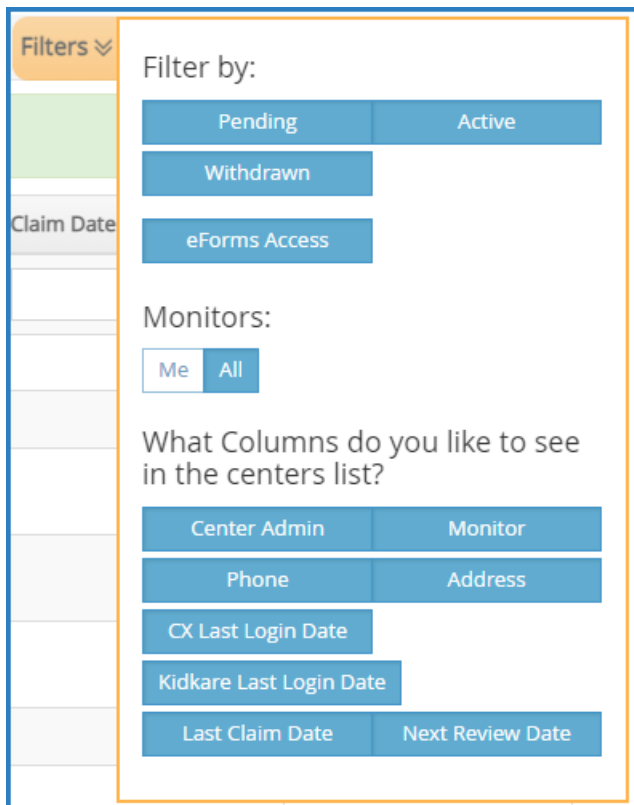 Filters
Filter by:
Pending Active
Withdrawn
Claim Date
eForms Access
Monitors:
Me All
What Columns do you like to see
in the centers list?
Center Admin Monitor
Phone Address
CX Last Login Date
Kidkare Last Login Date
Last Claim Date Next Review Date